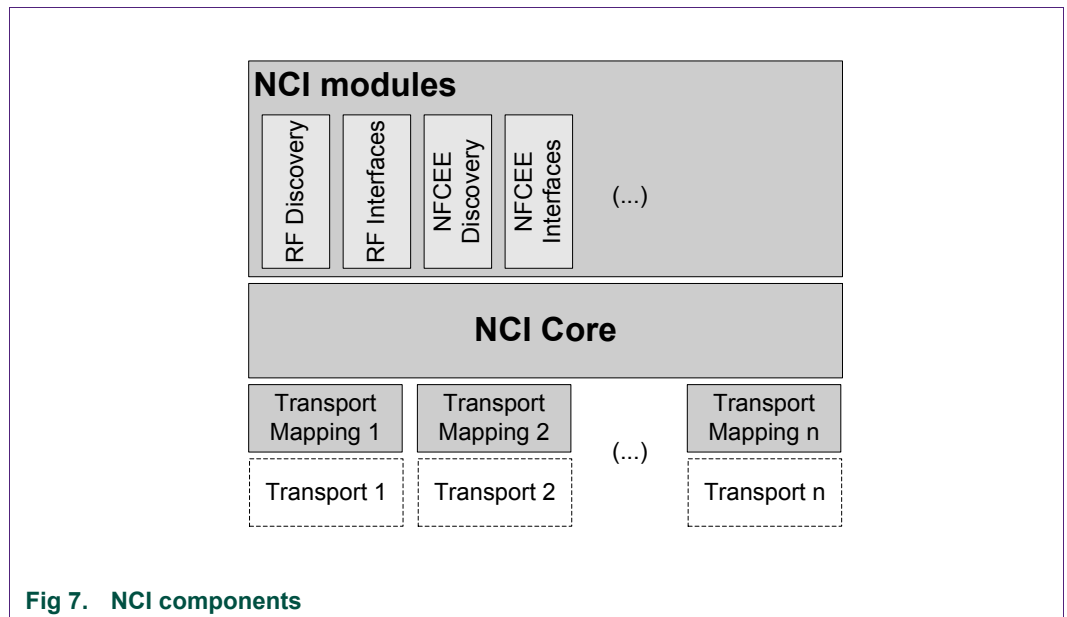 NCI modules
RF Discovery
RF Interfaces
NFCEE
Discovery
NFCEE
Interfaces
(...)
NCI Core
Transport
Mapping 1
Transport
Mapping 2
(...)
Transport
Mapping n
Transport 1
Transport 2
Transport n
Fig 7. NCI components